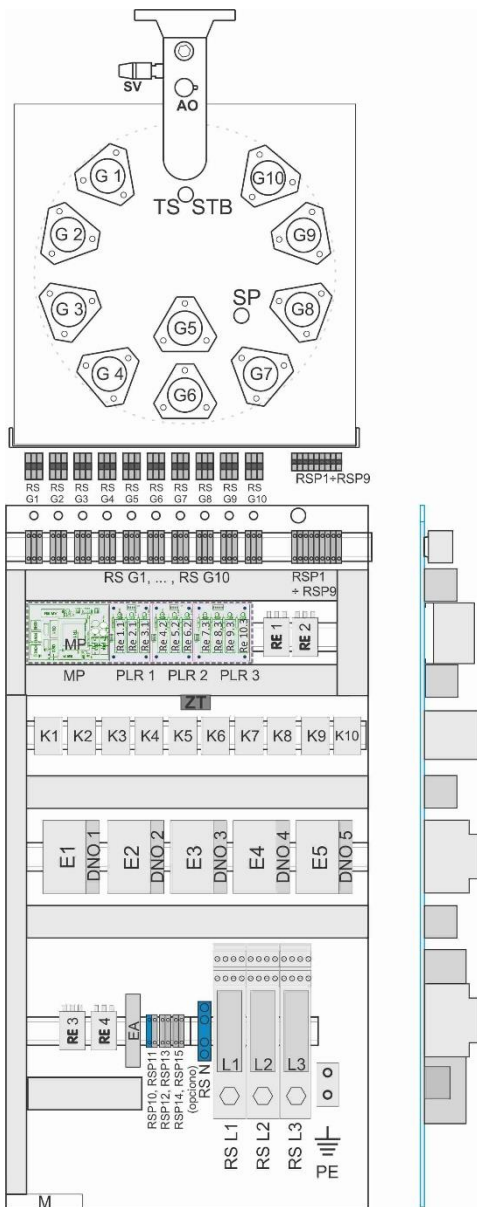 SV
AO
G 1
G10
TS STB
G 2
G9
SP
G 3
G8
G5
G 4
G7
G6
RS G1
RS G2
RS G3
RS G4
RS G5
RS G6
RS G7
RS G8
RS G9
RS G10
RSP1÷RSP9
RS G1, ... , RS G10
RSP1
÷ RSP9
MP
Re 1.1
Re 2.1
Re 3.1
Re 4.2
Re 5.2
Re 6.2
Re 7.3
Re 8.3
Re 9.3
Re 10.3
RE 1
RE 2
MP
PLR 1
PLR 2
PLR 3
ZT
K1
K2
K3
K4
K5
K6
K7
K8
K9
K10
E1
DNO 1
E2
DNO 2
E3
DNO 3
E4
DNO 4
E5
DNO 5
RE 3
RE 4
EA
RSP10, RSP11
RSP12, RSP13
RSP14, RSP15
(opciono)
RS N
L1
L2
L3
RS L1
RS L2
RS L3
PE
M